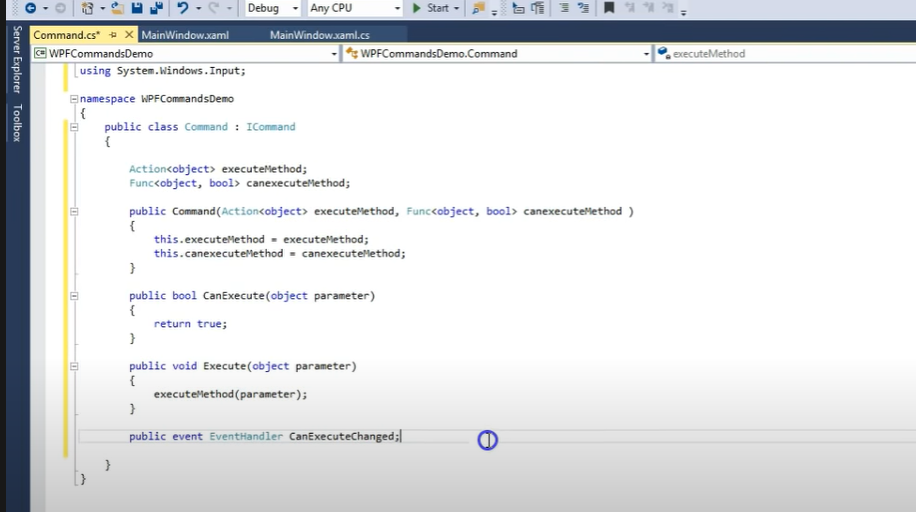 Debug Any CPU Start
Command.cs* MainWindow.xaml MainWindow.xaml.cs
WPFCommandsDemo WPFCommandsDemo.Command executeMethod
Server Explorer
Toolbox
using System.Windows.Input;
namespace WPFCommandsDemo
{
public class Command : ICommand
{
Action<object> executeMethod;
Func<object, bool> canexecuteMethod;
public Command(Action<object> executeMethod, Func<object, bool> canexecuteMethod )
{
this.executeMethod = executeMethod;
this.canexecuteMethod = canexecuteMethod;
}
public bool CanExecute(object parameter)
{
return true;
}
public void Execute(object parameter)
{
executeMethod(parameter);
}
public event EventHandler CanExecuteChanged;
}
}